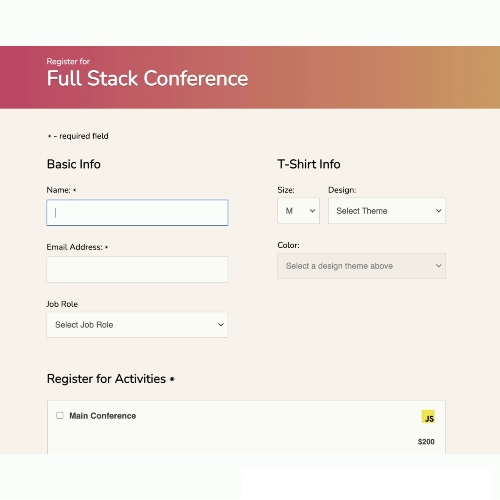 Register for
Full Stack Conference
* - required field
Basic Info
T-Shirt Info
Name: *
Size:
Design:
M
Select Theme
Email Address: *
Color:
Select a design theme above
Job Role
Select Job Role
Register for Activities *
Main Conference
JS
$200